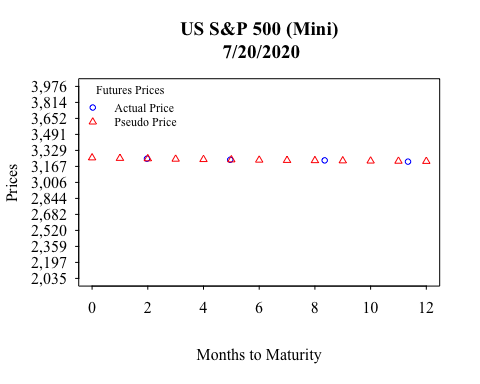 US S&P 500 (Mini)
7/20/2020
Futures Prices
Actual Price
Pseudo Price
3,976
3,814
3,652
3,491
3,329
3,167
3,006
2,844
2,682
2,520
2,359
2,197
2,035
Prices
0 2 4 6 8 10 12
Months to Maturity